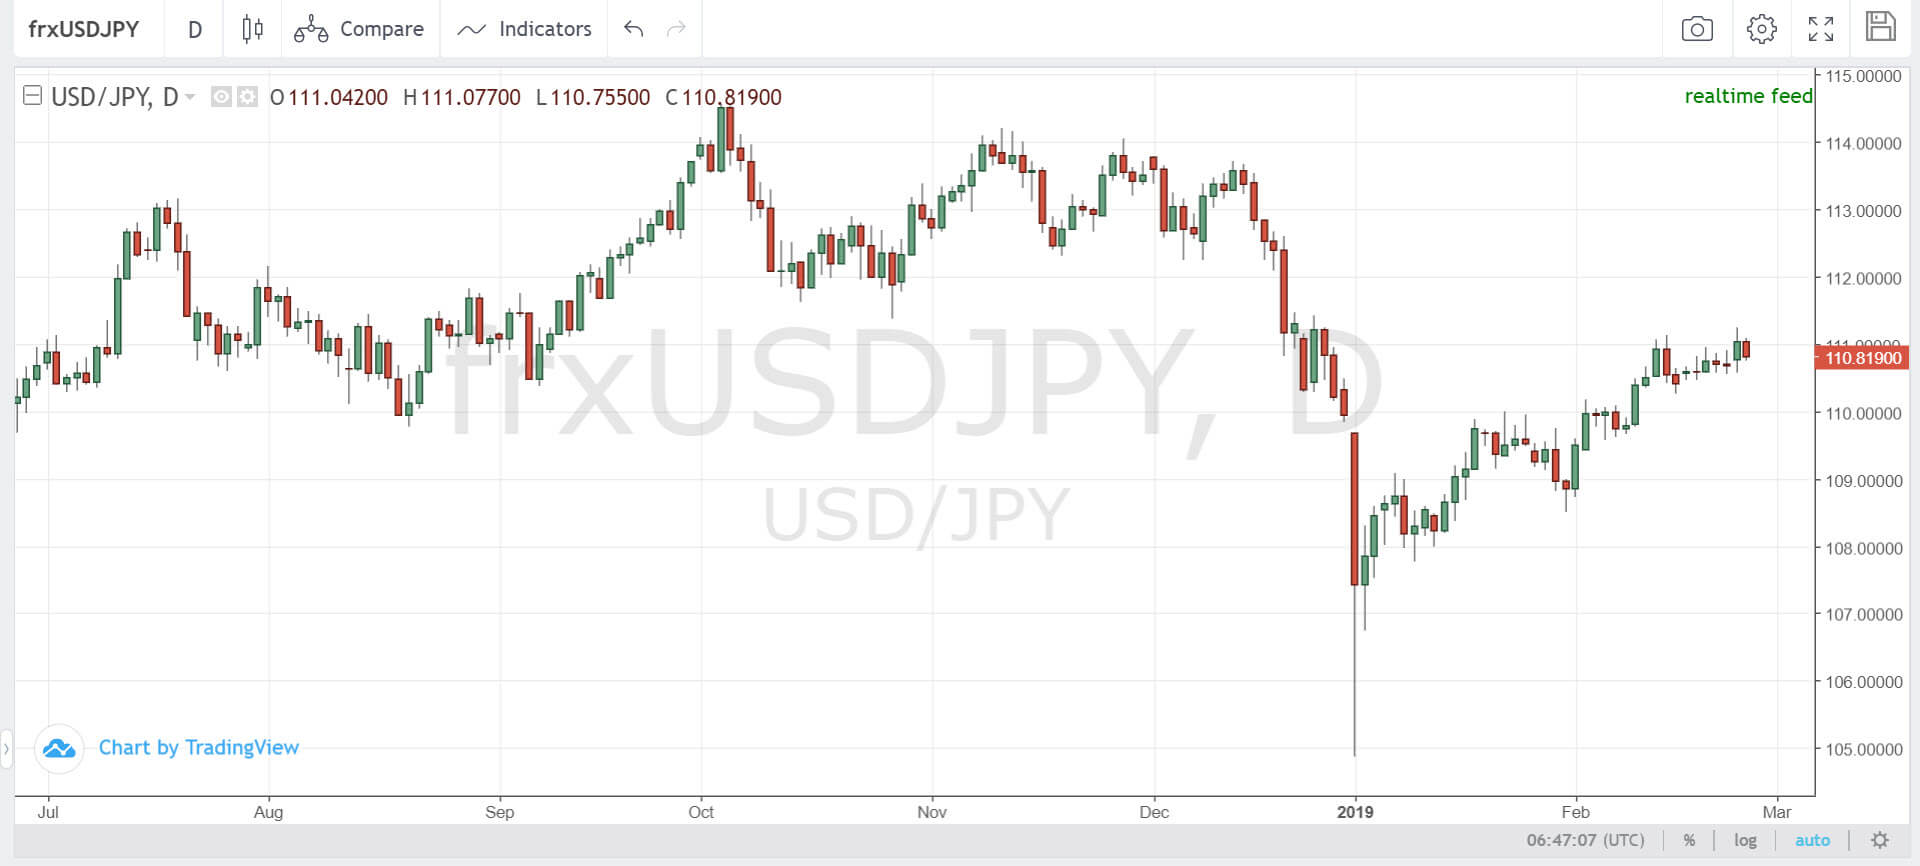 frxUSDJPY D Compare Indicators
USD/JPY, D O 111.04200 H 111.07700 L 110.75500 C 110.81900
realtime feed
115.00000
114.00000
113.00000
112.00000
111.00000
110.81900
110.00000
109.00000
108.00000
107.00000
106.00000
105.00000
frxUSDJPY, D
USD/JPY
Chart by TradingView
Jul Aug Sep Oct Nov Dec 2019 Feb Mar
06:47:07 (UTC) % log auto